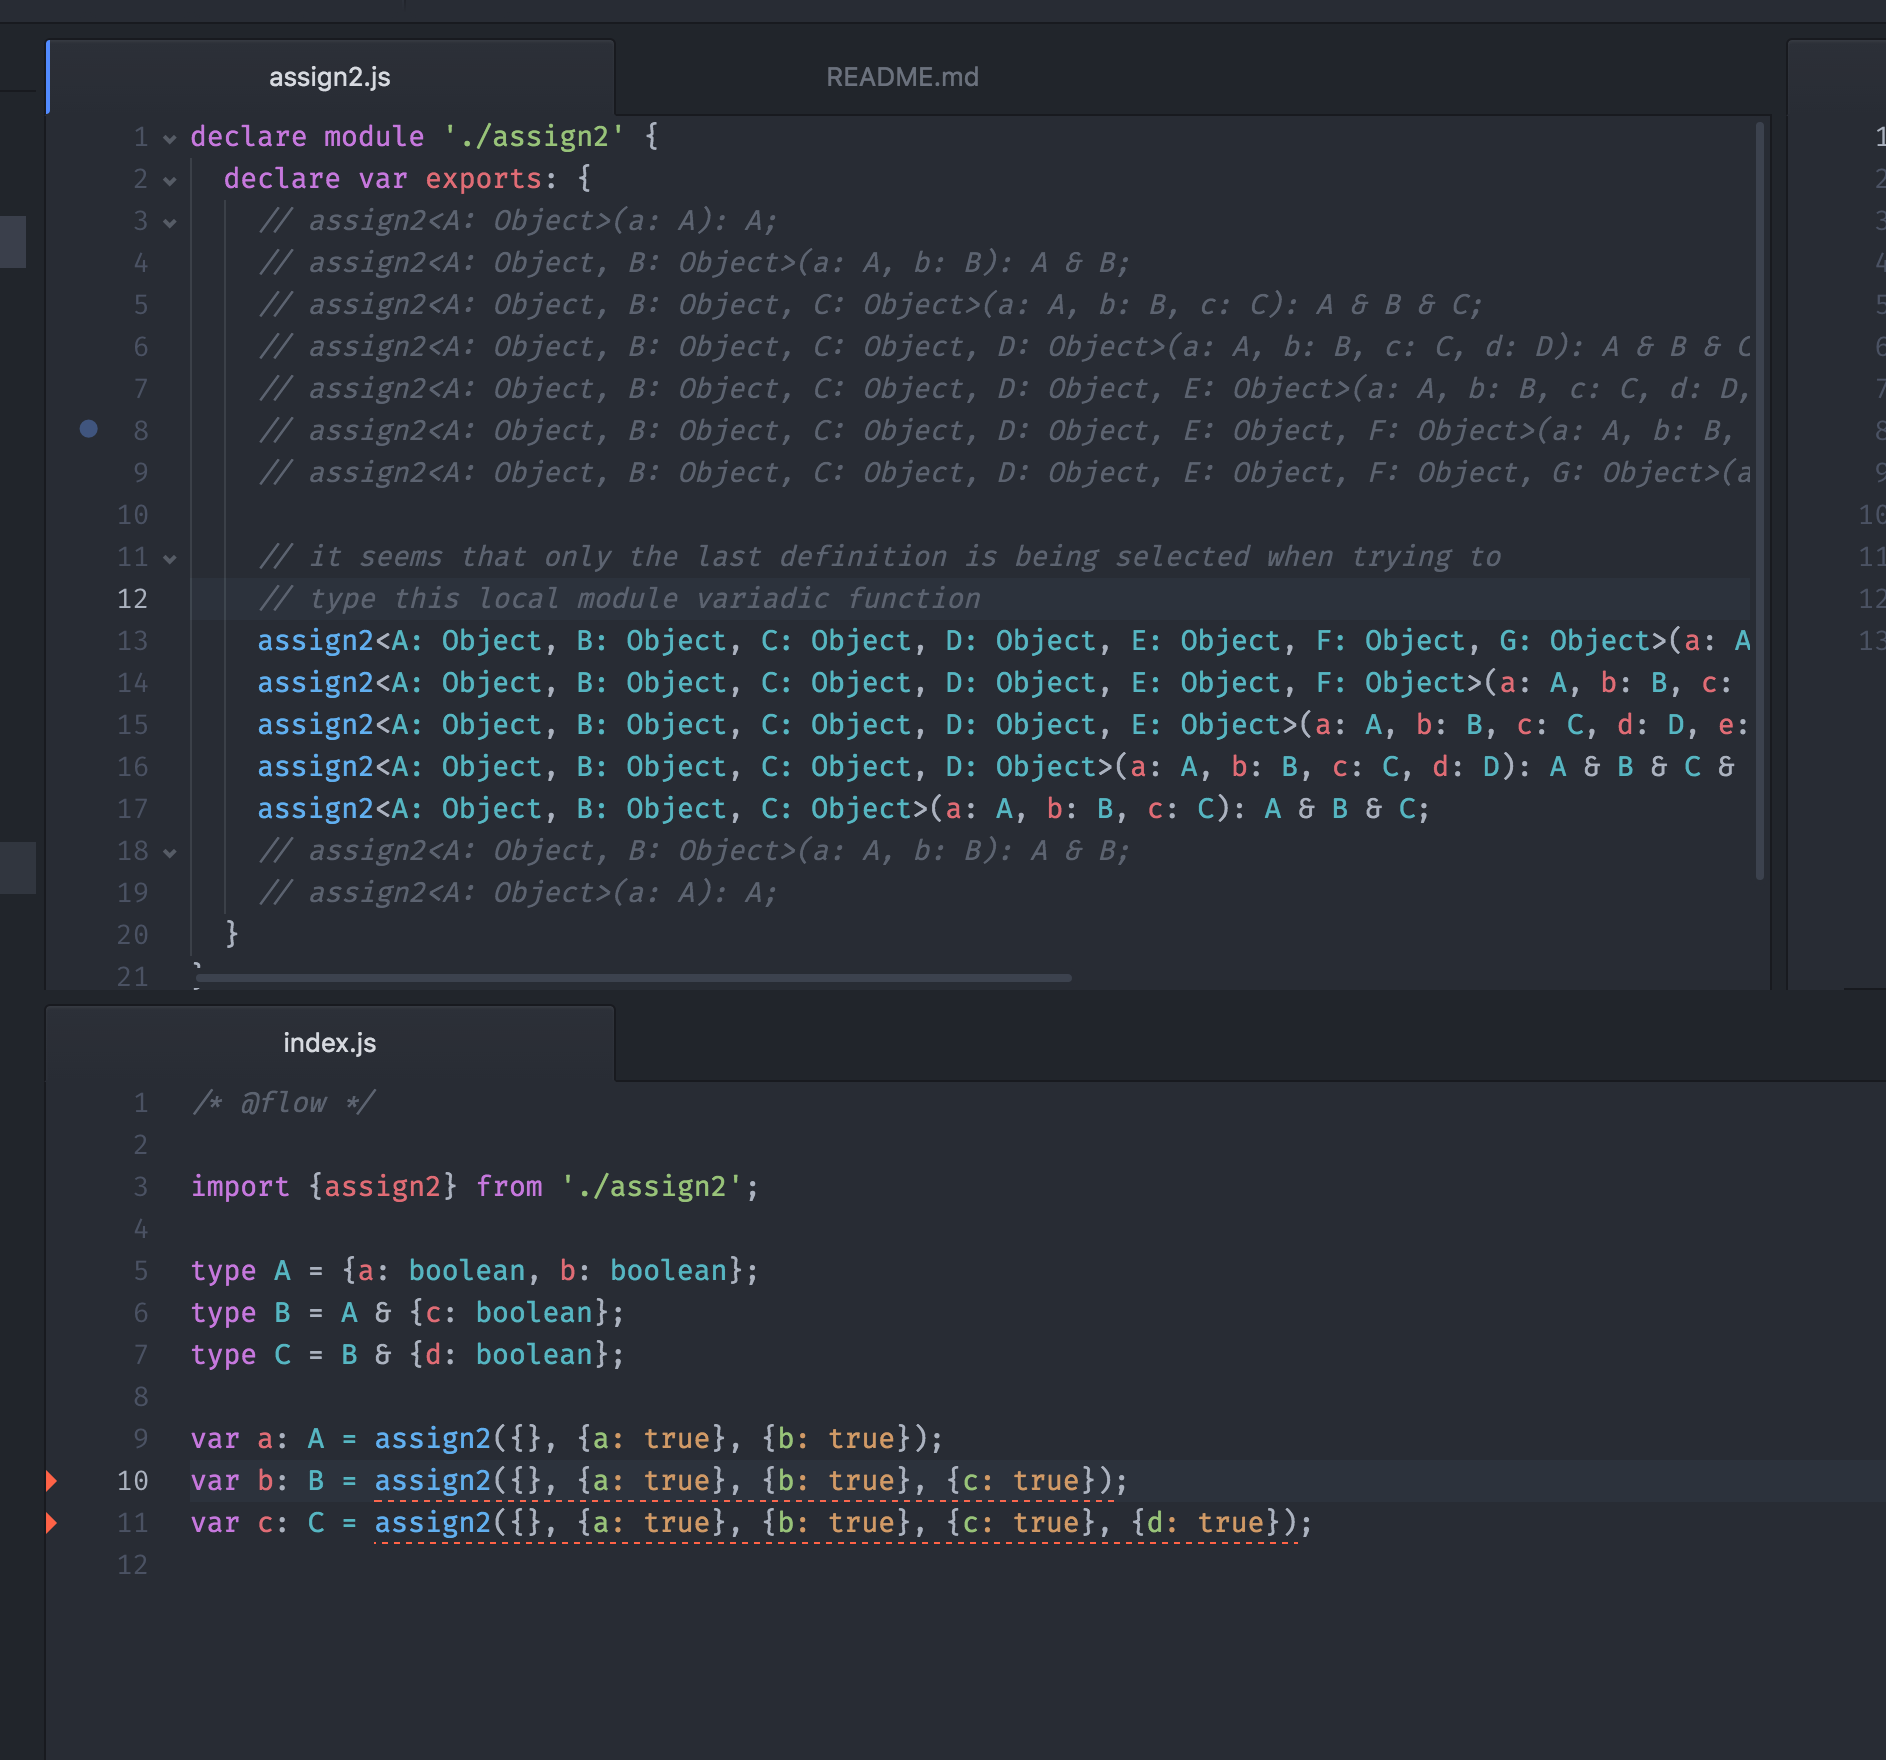 assign2.js
README.md
1 declare module './assign2' {
2 declare var exports: {
3 // assign2<A: Object>(a: A): A;
4 // assign2<A: Object, B: Object>(a: A, b: B): A & B;
5 // assign2<A: Object, B: Object, C: Object>(a: A, b: B, c: C): A & B & C;
6 // assign2<A: Object, B: Object, C: Object, D: Object>(a: A, b: B, c: C, d: D): A & B & C
7 // assign2<A: Object, B: Object, C: Object, D: Object, E: Object>(a: A, b: B, c: C, d: D,
8 // assign2<A: Object, B: Object, C: Object, D: Object, E: Object, F: Object>(a: A, b: B,
9 // assign2<A: Object, B: Object, C: Object, D: Object, E: Object, F: Object, G: Object>(a
10
11 // it seems that only the last definition is being selected when trying to
12 // type this local module variadic function
13 assign2<A: Object, B: Object, C: Object, D: Object, E: Object, F: Object, G: Object>(a: A
14 assign2<A: Object, B: Object, C: Object, D: Object, E: Object, F: Object>(a: A, b: B, c:
15 assign2<A: Object, B: Object, C: Object, D: Object, E: Object>(a: A, b: B, c: C, d: D, e:
16 assign2<A: Object, B: Object, C: Object, D: Object>(a: A, b: B, c: C, d: D): A & B & C &
17 assign2<A: Object, B: Object, C: Object>(a: A, b: B, c: C): A & B & C;
18 // assign2<A: Object, B: Object>(a: A, b: B): A & B;
19 // assign2<A: Object>(a: A): A;
20 }
21 }
1
2
3
4
5
6
7
8
9
10
11
12
13
index.js
1 /* @flow */
2
3 import {assign2} from './assign2';
4
5 type A = {a: boolean, b: boolean};
6 type B = A & {c: boolean};
7 type C = B & {d: boolean};
8
9 var a: A = assign2({}, {a: true}, {b: true});
10 var b: B = assign2({}, {a: true}, {b: true}, {c: true});
11 var c: C = assign2({}, {a: true}, {b: true}, {c: true}, {d: true});
12